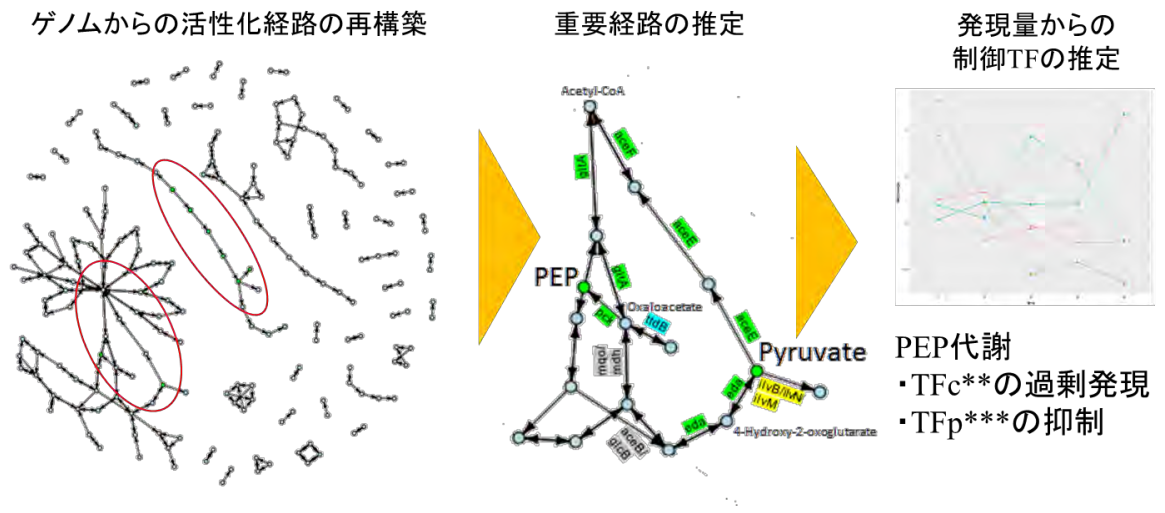 ゲノムからの活性化経路の再構築
重要経路の推定
発現量からの
制御TFの推定
Acetyl-CoA
gltA
aceF
aceE
PEP
gltA
pck
Oxaloacetate
ttdB
aceE
mqo/
mdh
Pyruvate
ilvB/ilvN/
ilvM
eda
eda
4-Hydroxy-2-oxoglutarate
aceB/
glcB
PEP代謝
・TFc**の過剰発現
・TFp***の抑制